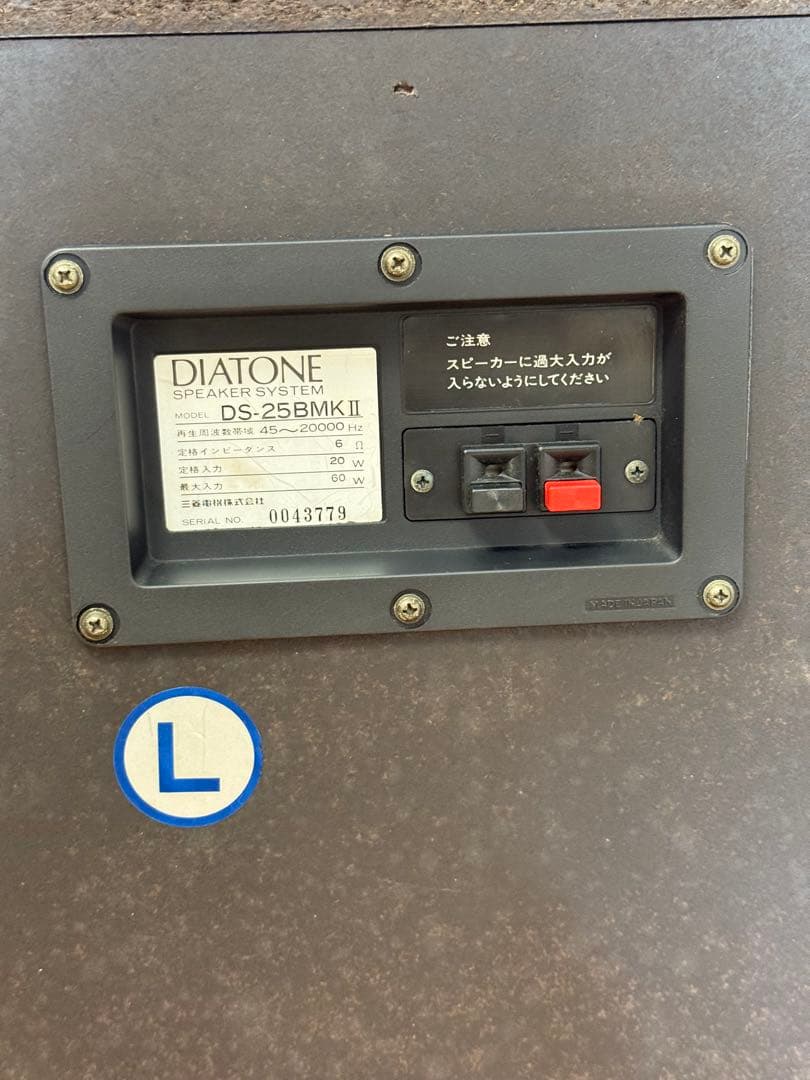 DIATONE
SPEAKER SYSTEM
MODEL DS-25BMKⅡ
再生周波数帯域 45〜20000 Hz
定格インピーダンス 6 Ω
定格入力 20 W
最大入力 60 W
三菱電機株式会社
SERIAL NO. 0043779
ご注意
スピーカーに過大入力が
入らないようにしてください
MADE IN JAPAN
L